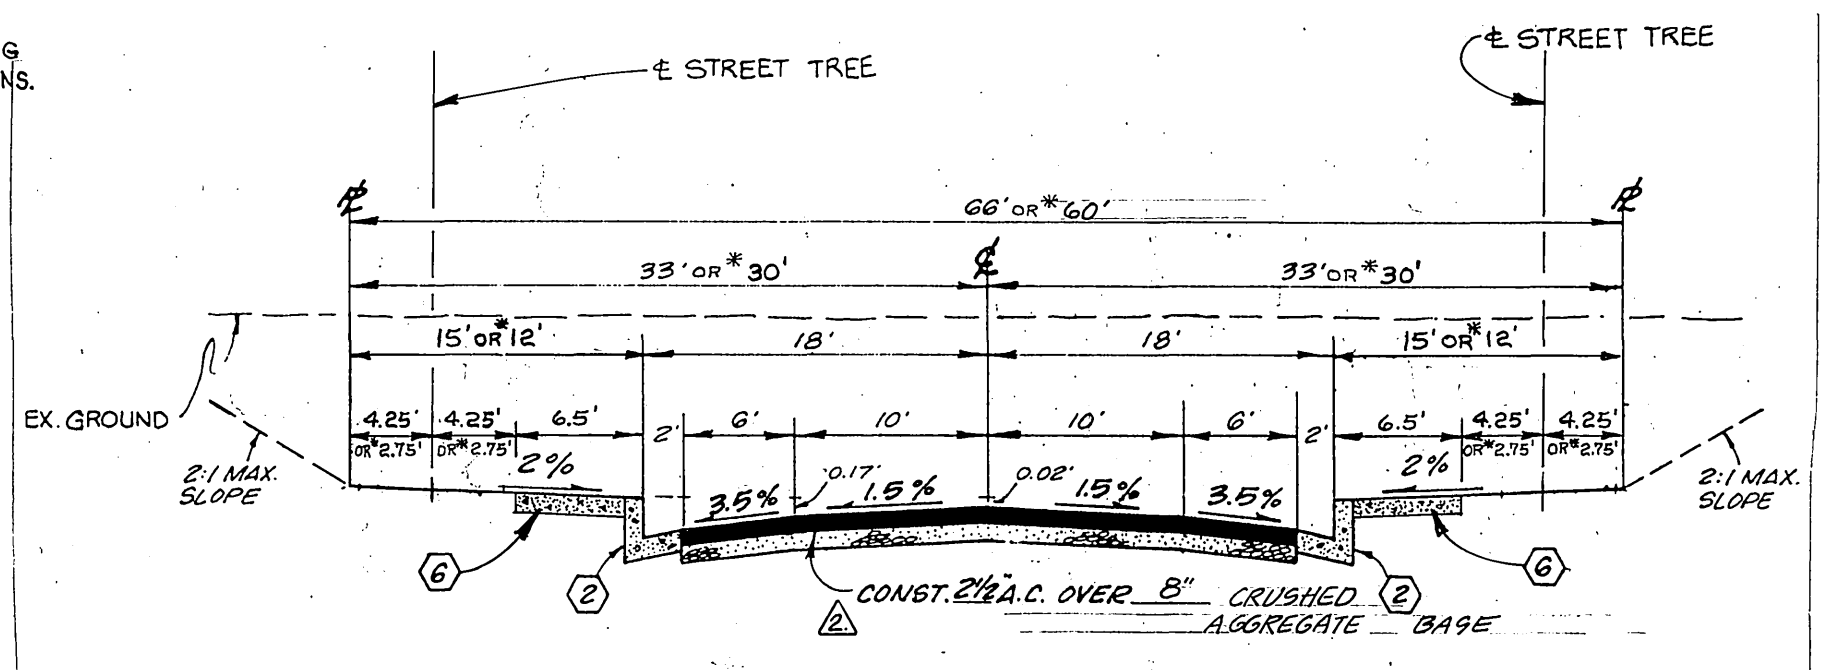 G
NS.
℄ STREET TREE
℄ STREET TREE
PL
PL
66' OR *60'
33' OR *30'
℄
33' OR *30'
15' OR *12'
18'
18'
15' OR *12'
EX. GROUND
4.25'
4.25'
6.5'
2'
6'
10'
10'
6'
2'
6.5'
4.25'
4.25'
OR *2.75'
OR *2.75'
OR *2.75'
OR *2.75'
2%
2%
2:1 MAX.
SLOPE
0.17'
0.02'
3.5%
1.5%
1.5%
3.5%
2:1 MAX.
SLOPE
6
2
2
6
CONST. 2½" A.C. OVER 8" CRUSHED
AGGREGATE BASE
2.